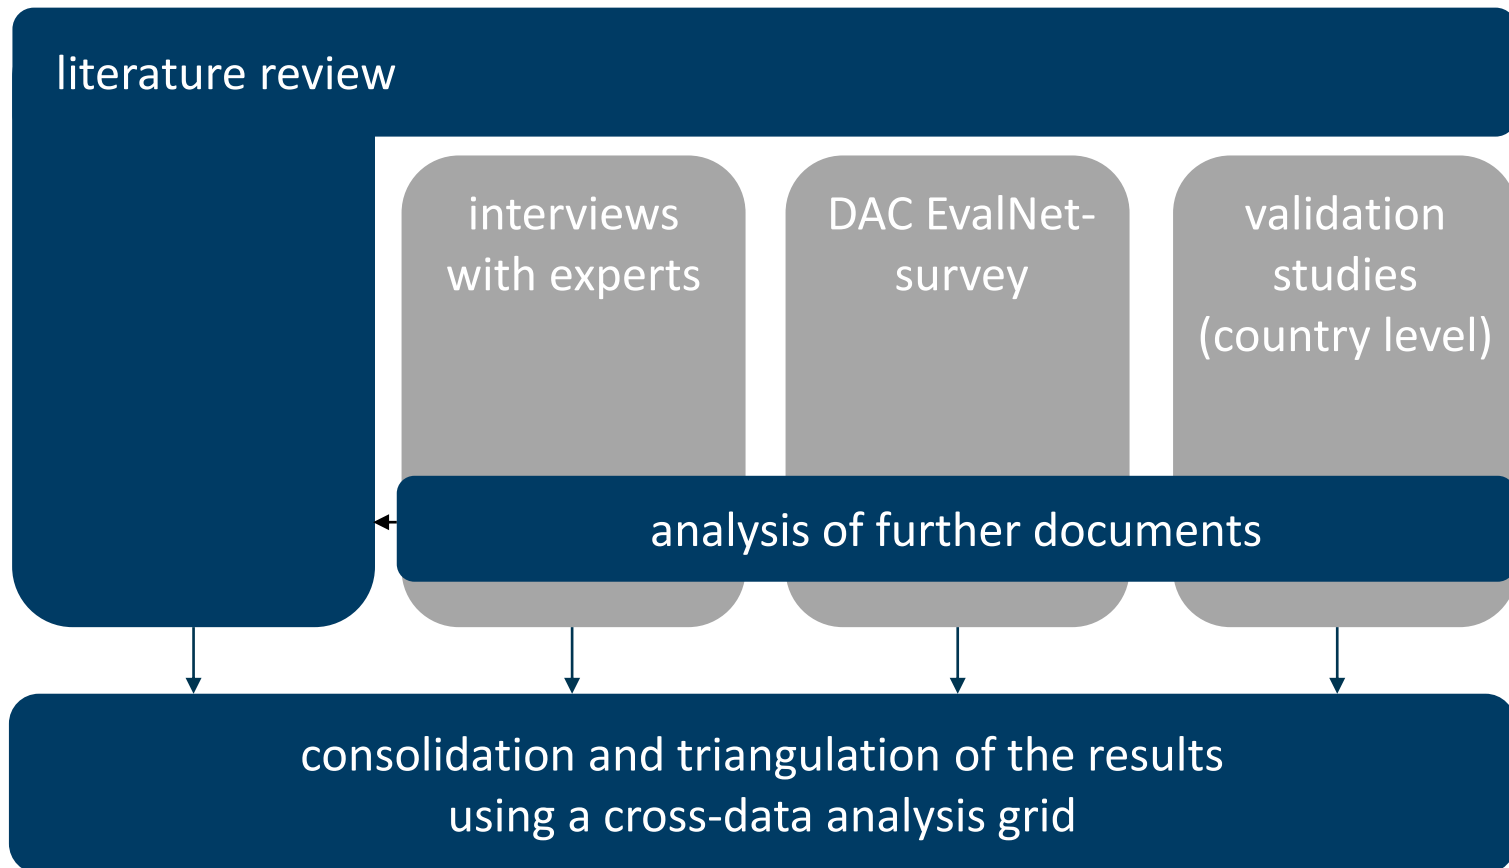 literature review
interviews
with experts
DAC EvalNet-
survey
validation
studies
(country level)
analysis of further documents
consolidation and triangulation of the results
using a cross-data analysis grid